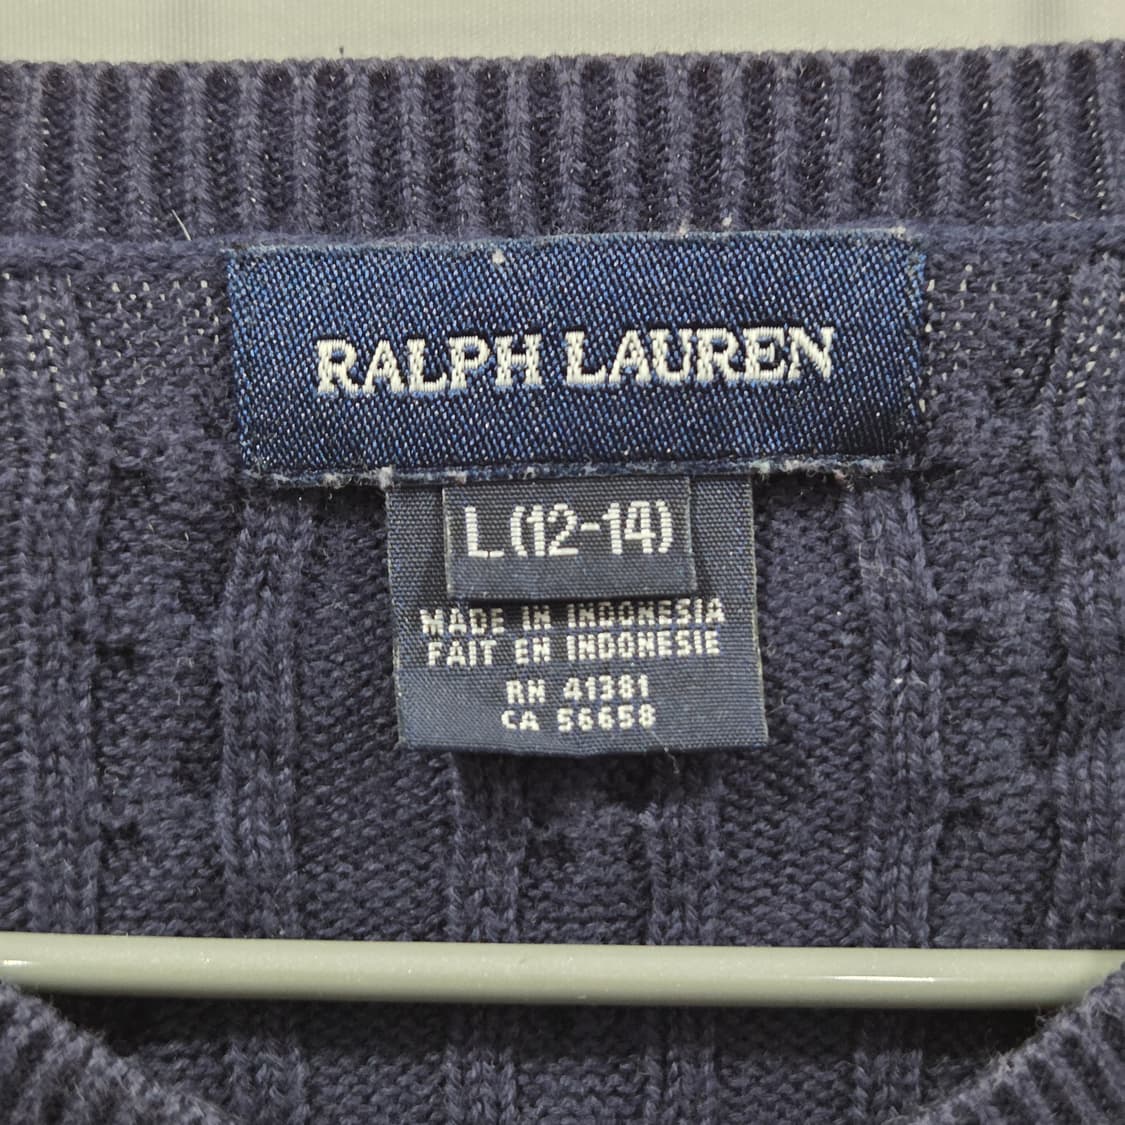 RALPH LAUREN
L (12-14)
MADE IN INDONESIA
FAIT EN INDONESIE
RN 41381
CA 56658